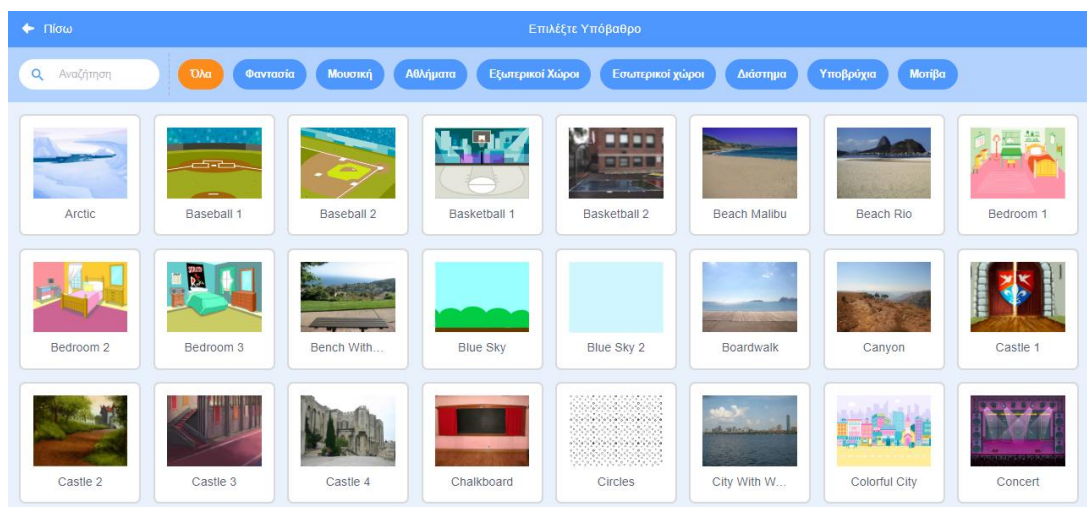 Πίσω
Επιλέξτε Υπόβαθρο
Αναζήτηση
Όλα
Φαντασία
Μουσική
Αθλήματα
Εξωτερικοί Χώροι
Εσωτερικοί χώροι
Διάστημα
Υποβρύχια
Μοτίβα
Arctic
Baseball 1
Baseball 2
Basketball 1
Basketball 2
Beach Malibu
Beach Rio
Bedroom 1
Bedroom 2
Bedroom 3
Bench With...
Blue Sky
Blue Sky 2
Boardwalk
Canyon
Castle 1
Castle 2
Castle 3
Castle 4
Chalkboard
Circles
City With W...
Colorful City
Concert